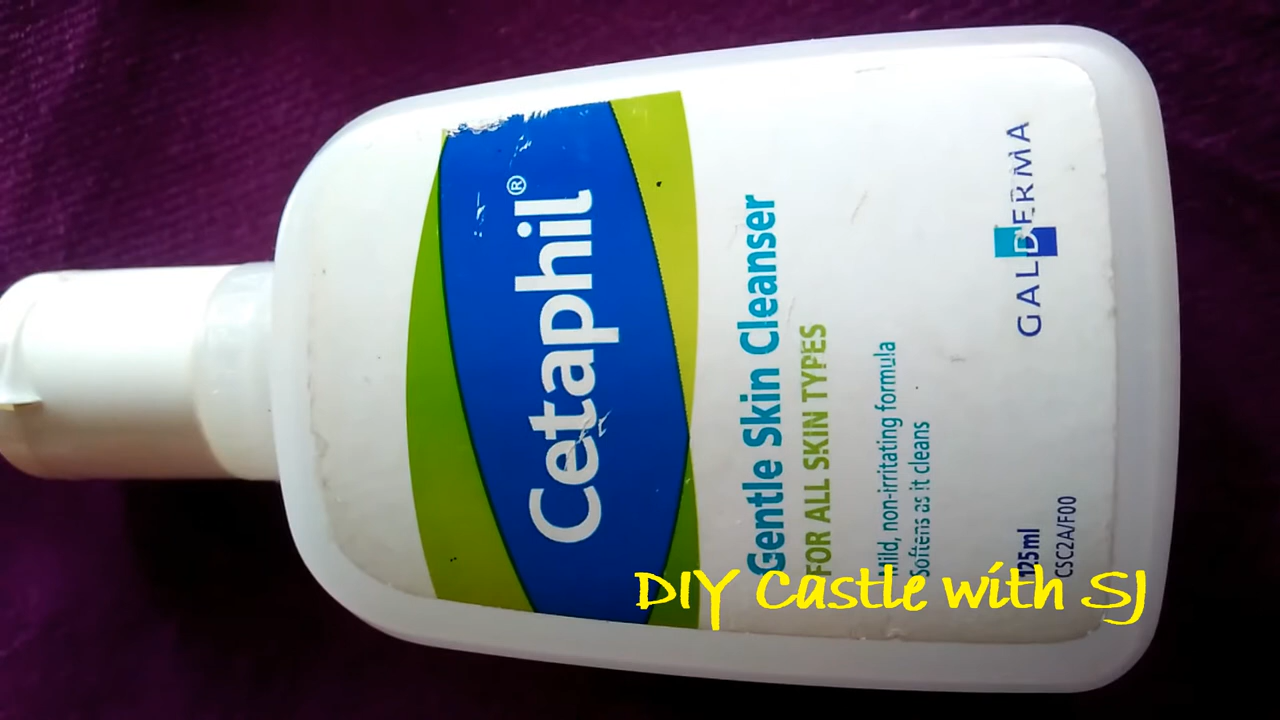 Cetaphil®
Gentle Skin Cleanser
FOR ALL SKIN TYPES
Mild, non-irritating formula
Softens as it cleans
GALDERMA
125ml
CSC2A/F00
DIY Castle with SJ